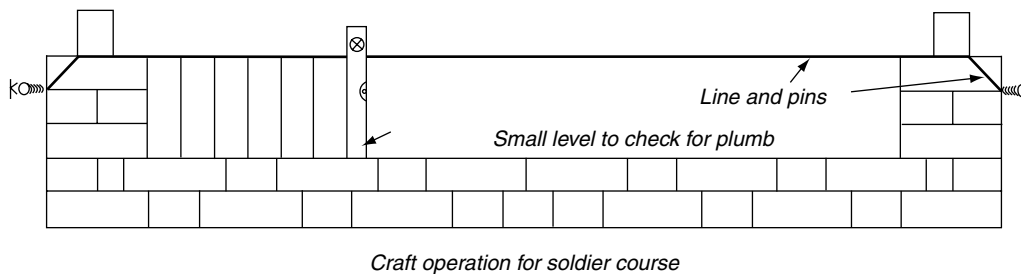 Line and pins
Small level to check for plumb
Craft operation for soldier course